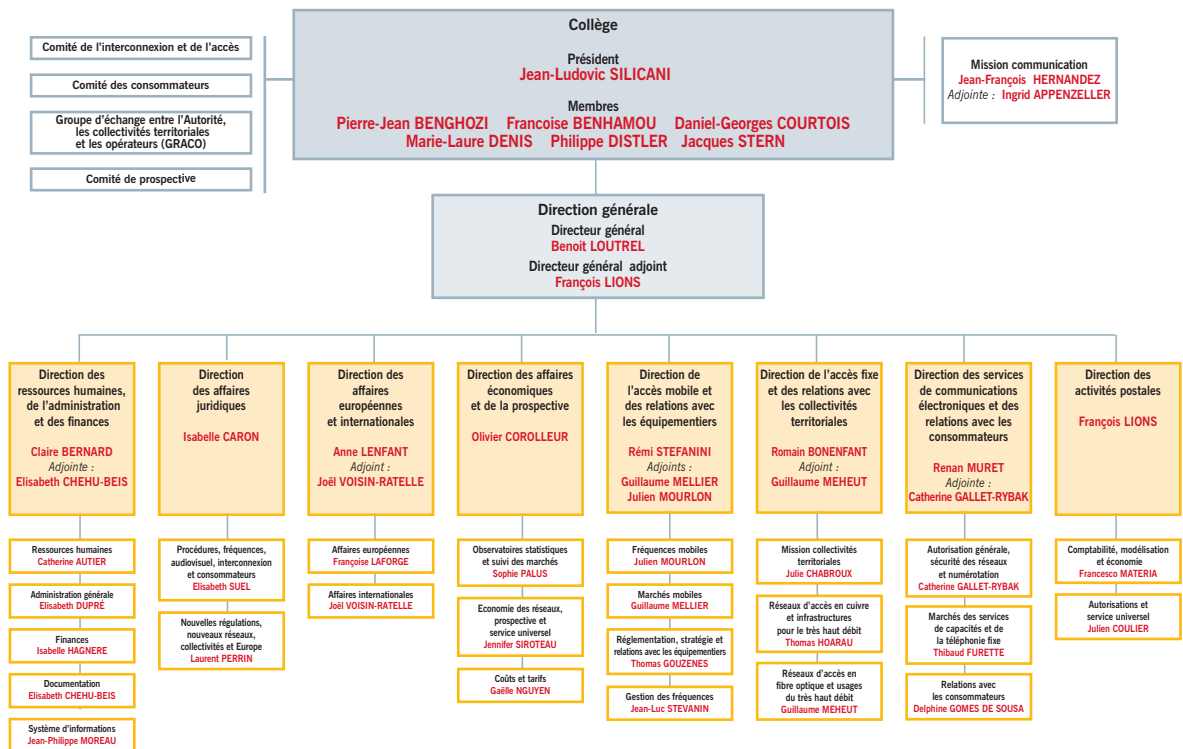 Collège
Président
Jean-Ludovic SILICANI
Membres
Pierre-Jean BENGHOZI Francoise BENHAMOU Daniel-Georges COURTOIS
Marie-Laure DENIS Philippe DISTLER Jacques STERN
Comité de l'interconnexion et de l'accès
Comité des consommateurs
Groupe d'échange entre l'Autorité,
les collectivités territoriales
et les opérateurs (GRACO)
Comité de prospective
Mission communication
Jean-François HERNANDEZ
Adjointe : Ingrid APPENZELLER
Direction générale
Directeur général
Benoit LOUTREL
Directeur général adjoint
François LIONS
Direction des
ressources humaines,
de l'administration
et des finances
Claire BERNARD
Adjointe :
Elisabeth CHEHU-BEIS
Ressources humaines
Catherine AUTIER
Administration générale
Elisabeth DUPRÉ
Finances
Isabelle HAGNERE
Documentation
Elisabeth CHEHU-BEIS
Système d'informations
Jean-Philippe MOREAU
Direction
des affaires
juridiques
Isabelle CARON
Procédures, fréquences,
audiovisuel, interconnexion
et consommateurs
Elisabeth SUEL
Nouvelles régulations,
nouveaux réseaux,
collectivités et Europe
Laurent PERRIN
Direction des
affaires
européennes
et internationales
Anne LENFANT
Adjoint :
Joël VOISIN-RATELLE
Affaires européennes
Françoise LAFORGE
Affaires internationales
Joël VOISIN-RATELLE
Direction des affaires
économiques
et de la prospective
Olivier COROLLEUR
Observatoires statistiques
et suivi des marchés
Sophie PALUS
Economie des réseaux,
prospective et
service universel
Jennifer SIROTEAU
Coûts et tarifs
Gaëlle NGUYEN
Direction de
l'accès mobile et
des relations avec
les équipementiers
Rémi STEFANINI
Adjoints :
Guillaume MELLIER
Julien MOURLON
Fréquences mobiles
Julien MOURLON
Marchés mobiles
Guillaume MELLIER
Réglementation, stratégie et
relations avec les équipementiers
Thomas GOUZENES
Gestion des fréquences
Jean-Luc STEVANIN
Direction de l'accès fixe
et des relations avec
les collectivités
territoriales
Romain BONENFANT
Adjoint :
Guillaume MEHEUT
Mission collectivités
territoriales
Julie CHABROUX
Réseaux d'accès en cuivre
et infrastructures
pour le très haut débit
Thomas HOARAU
Réseaux d'accès en
fibre optique et usages
du très haut débit
Guillaume MEHEUT
Direction des services
de communications
électroniques et des
relations avec les
consommateurs
Renan MURET
Adjointe :
Catherine GALLET-RYBAK
Autorisation générale,
sécurité des réseaux
et numérotation
Catherine GALLET-RYBAK
Marchés des services
de capacités et de
la téléphonie fixe
Thibaud FURETTE
Relations avec
les consommateurs
Delphine GOMES DE SOUSA
Direction des
activités postales
François LIONS
Comptabilité, modélisation
et économie
Francesco MATERIA
Autorisations et
service universel
Julien COULIER